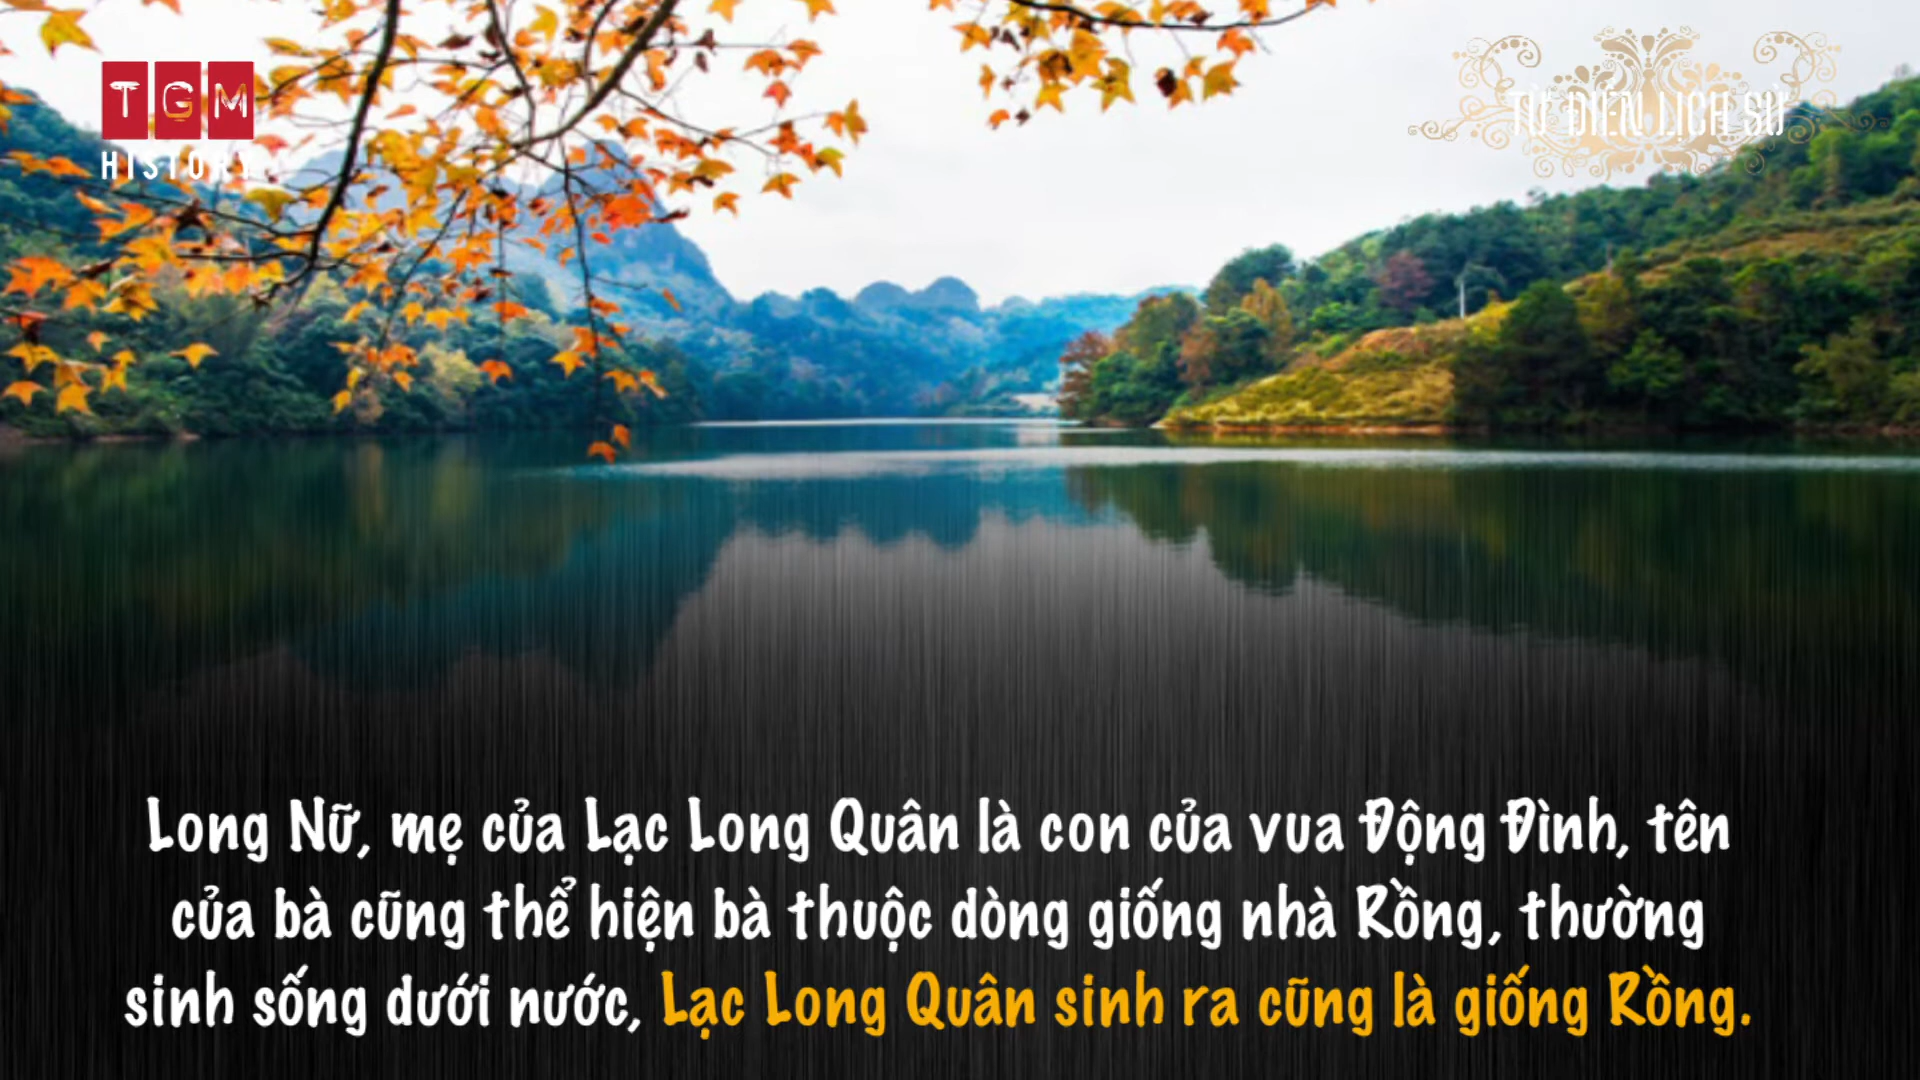 TGM
HISTORY
TỪ ĐIỂN LỊCH SỬ
Long Nữ, mẹ của Lạc Long Quân là con của vua Động Đình, tên
của bà cũng thể hiện bà thuộc dòng giống nhà Rồng, thường
sinh sống dưới nước, Lạc Long Quân sinh ra cũng là giống Rồng.